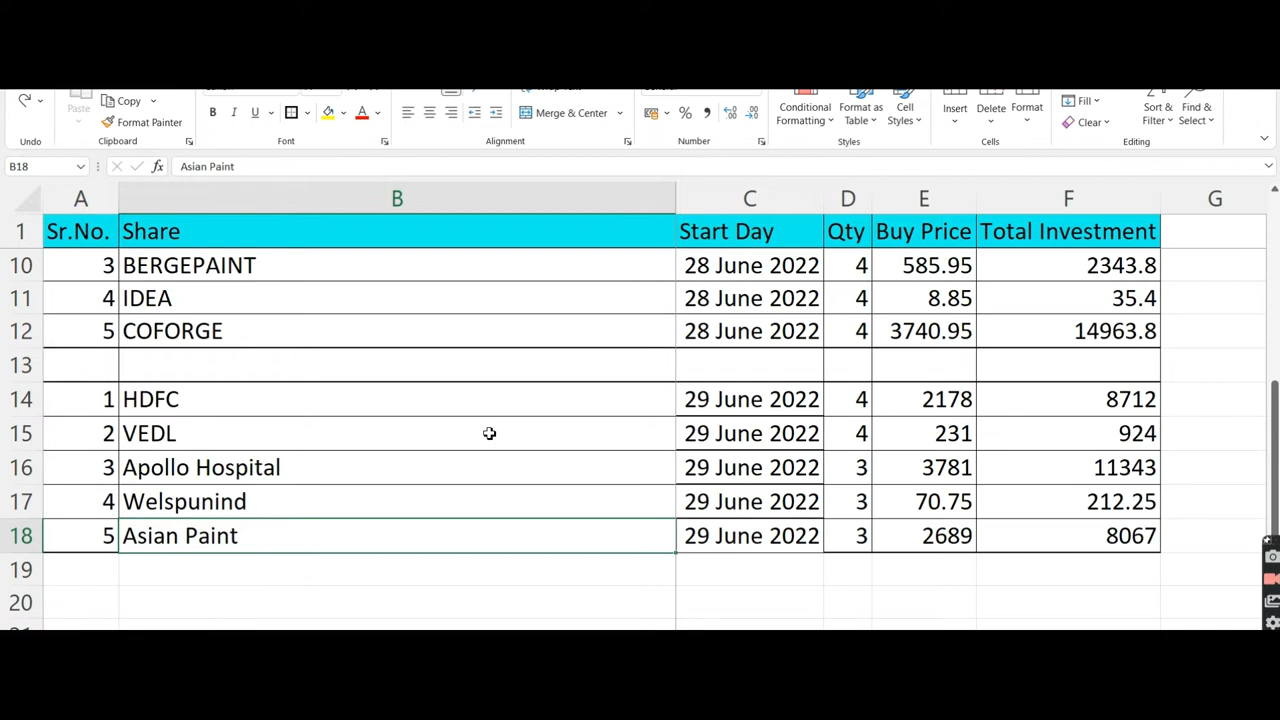 Paste
Copy
Format Painter
B I U
A
Merge & Center
%
Conditional Formatting
Format as Table
Cell Styles
Insert
Delete
Format
Fill
Clear
Sort & Filter
Find & Select
Undo
Clipboard
Font
Alignment
Number
Styles
Cells
Editing
B18 fx Asian Paint
A B C D E F G
1 Sr.No. Share Start Day Qty Buy Price Total Investment
10 3 BERGEPAINT 28 June 2022 4 585.95 2343.8
11 4 IDEA 28 June 2022 4 8.85 35.4
12 5 COFORGE 28 June 2022 4 3740.95 14963.8
13
14 1 HDFC 29 June 2022 4 2178 8712
15 2 VEDL 29 June 2022 4 231 924
16 3 Apollo Hospital 29 June 2022 3 3781 11343
17 4 Welspunind 29 June 2022 3 70.75 212.25
18 5 Asian Paint 29 June 2022 3 2689 8067
19
20